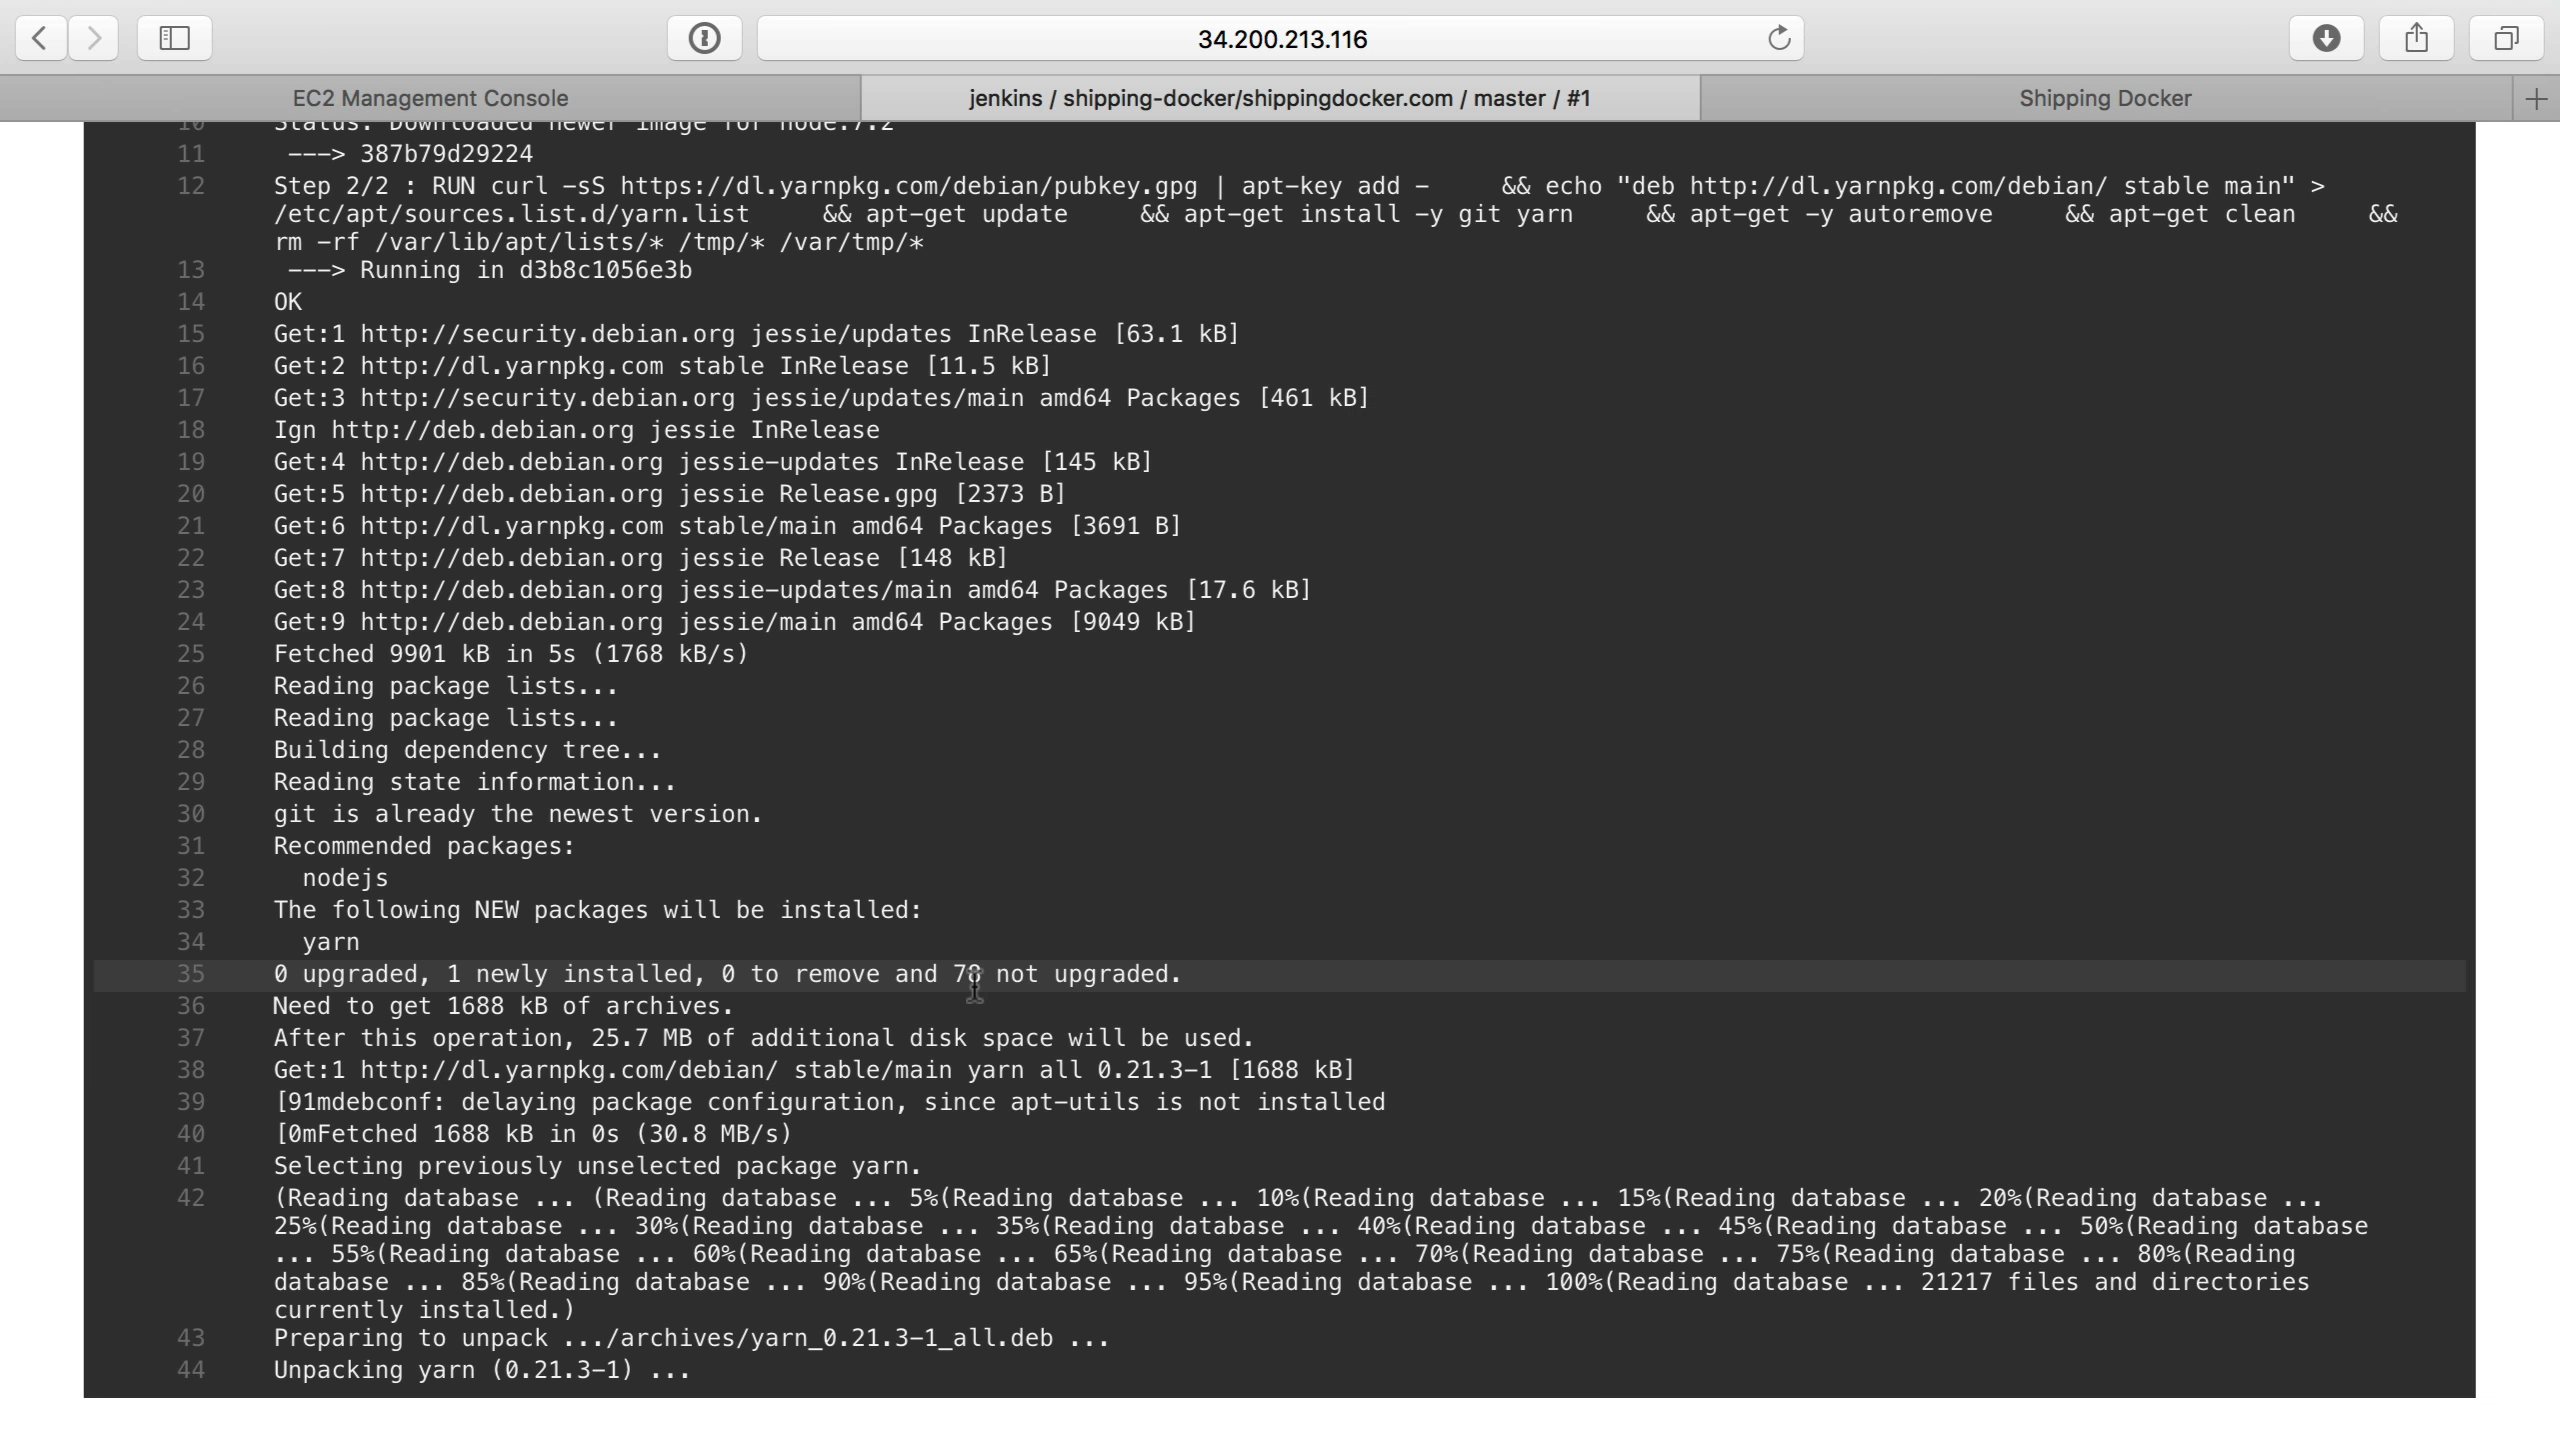 34.200.213.116
EC2 Management Console
jenkins / shipping-docker/shippingdocker.com / master / #1
Shipping Docker
10 Status: Downloaded newer image for node:7.2
11 ---> 387b79d29224
12 Step 2/2 : RUN curl -sS https://dl.yarnpkg.com/debian/pubkey.gpg | apt-key add -     && echo "deb http://dl.yarnpkg.com/debian/ stable main" >
/etc/apt/sources.list.d/yarn.list     && apt-get update     && apt-get install -y git yarn     && apt-get -y autoremove     && apt-get clean     &&
rm -rf /var/lib/apt/lists/* /tmp/* /var/tmp/*
13 ---> Running in d3b8c1056e3b
14 OK
15 Get:1 http://security.debian.org jessie/updates InRelease [63.1 kB]
16 Get:2 http://dl.yarnpkg.com stable InRelease [11.5 kB]
17 Get:3 http://security.debian.org jessie/updates/main amd64 Packages [461 kB]
18 Ign http://deb.debian.org jessie InRelease
19 Get:4 http://deb.debian.org jessie-updates InRelease [145 kB]
20 Get:5 http://deb.debian.org jessie Release.gpg [2373 B]
21 Get:6 http://dl.yarnpkg.com stable/main amd64 Packages [3691 B]
22 Get:7 http://deb.debian.org jessie Release [148 kB]
23 Get:8 http://deb.debian.org jessie-updates/main amd64 Packages [17.6 kB]
24 Get:9 http://deb.debian.org jessie/main amd64 Packages [9049 kB]
25 Fetched 9901 kB in 5s (1768 kB/s)
26 Reading package lists...
27 Reading package lists...
28 Building dependency tree...
29 Reading state information...
30 git is already the newest version.
31 Recommended packages:
32 nodejs
33 The following NEW packages will be installed:
34 yarn
35 0 upgraded, 1 newly installed, 0 to remove and not upgraded.
36 Need to get 1688 kB of archives.
37 After this operation, 25.7 MB of additional disk space will be used.
38 Get:1 http://dl.yarnpkg.com/debian/ stable/main yarn all 0.21.3-1 [1688 kB]
39 [91mdebconf: delaying package configuration, since apt-utils is not installed
40 [0mFetched 1688 kB in 0s (30.8 MB/s)
41 Selecting previously unselected package yarn.
42 (Reading database ... (Reading database ... 5%(Reading database ... 10%(Reading database ... 15%(Reading database ... 20%(Reading database ...
25%(Reading database ... 30%(Reading database ... 35%(Reading database ... 40%(Reading database ... 45%(Reading database ... 50%(Reading database
... 55%(Reading database ... 60%(Reading database ... 65%(Reading database ... 70%(Reading database ... 75%(Reading database ... 80%(Reading
database ... 85%(Reading database ... 90%(Reading database ... 95%(Reading database ... 100%(Reading database ... 21217 files and directories
currently installed.)
43 Preparing to unpack .../archives/yarn_0.21.3-1_all.deb ...
44 Unpacking yarn (0.21.3-1) ...